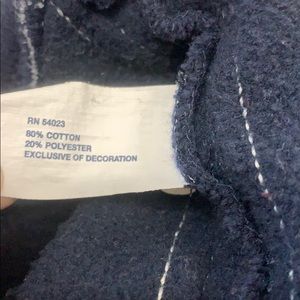 RN 54023
80% COTTON
20% POLYESTER
EXCLUSIVE OF DECORATION